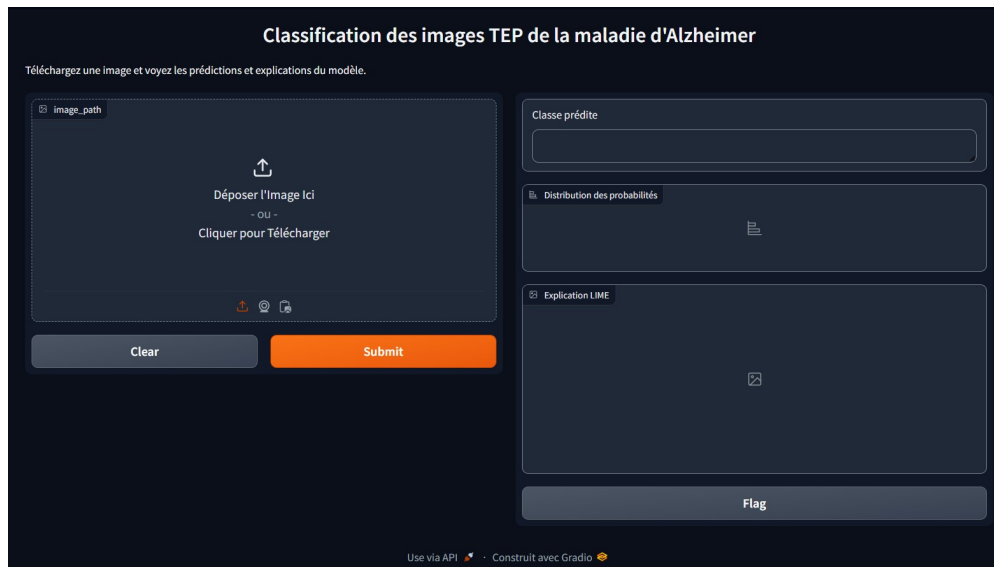 Classification des images TEP de la maladie d'Alzheimer
Téléchargez une image et voyez les prédictions et explications du modèle.
image_path
Déposer l'Image Ici
- ou -
Cliquer pour Télécharger
Clear
Submit
Classe prédite
Distribution des probabilités
Explication LIME
Flag
Use via API · Construit avec Gradio